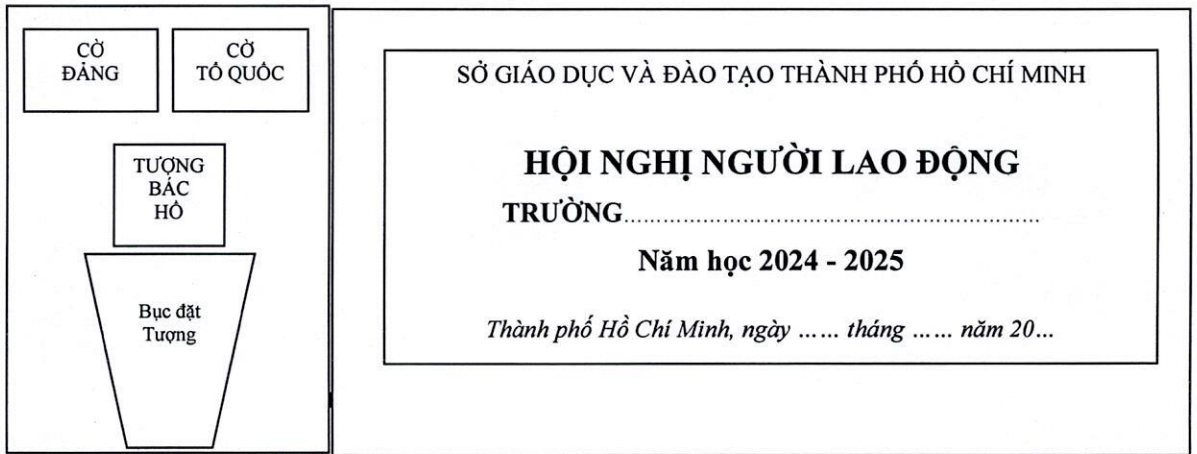 CỜ
ĐẢNG
CỜ
TỔ QUỐC
TƯỢNG
BÁC
HỒ
Bục đặt
Tượng
SỞ GIÁO DỤC VÀ ĐÀO TẠO THÀNH PHỐ HỒ CHÍ MINH
HỘI NGHỊ NGƯỜI LAO ĐỘNG
TRƯỜNG................................................................
Năm học 2024 - 2025
Thành phố Hồ Chí Minh, ngày ...... tháng ...... năm 20...